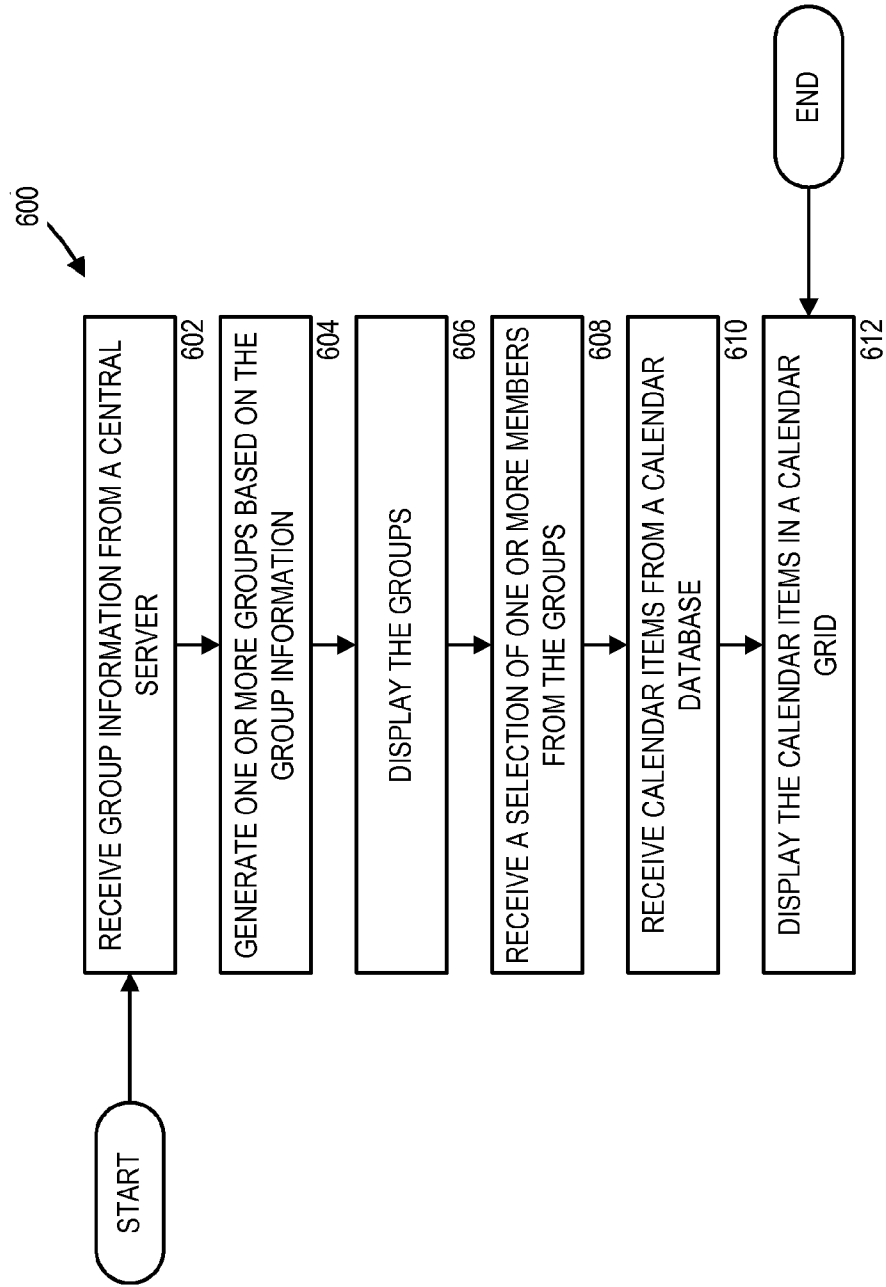 600
START
RECEIVE GROUP INFORMATION FROM A CENTRAL
SERVER
602
GENERATE ONE OR MORE GROUPS BASED ON THE
GROUP INFORMATION
604
DISPLAY THE GROUPS
606
RECEIVE A SELECTION OF ONE OR MORE MEMBERS
FROM THE GROUPS
608
RECEIVE CALENDAR ITEMS FROM A CALENDAR
DATABASE
610
DISPLAY THE CALENDAR ITEMS IN A CALENDAR
GRID
612
END